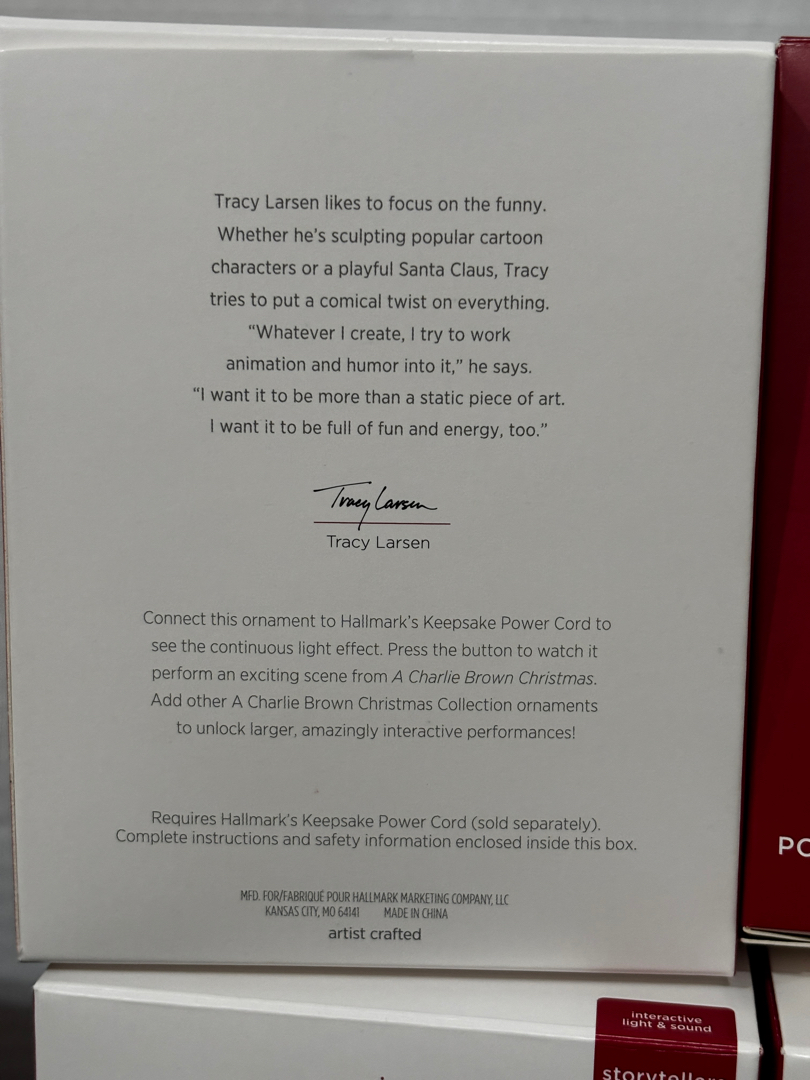 Tracy Larsen likes to focus on the funny.
Whether he's sculpting popular cartoon
characters or a playful Santa Claus, Tracy
tries to put a comical twist on everything.
“Whatever I create, I try to work
animation and humor into it,” he says.
“I want it to be more than a static piece of art.
I want it to be full of fun and energy, too.”
Tracy Larsen
Tracy Larsen
Connect this ornament to Hallmark's Keepsake Power Cord to
see the continuous light effect. Press the button to watch it
perform an exciting scene from A Charlie Brown Christmas.
Add other A Charlie Brown Christmas Collection ornaments
to unlock larger, amazingly interactive performances!
Requires Hallmark's Keepsake Power Cord (sold separately).
Complete instructions and safety information enclosed inside this box.
MFD. FOR/FABRIQUÉ POUR HALLMARK MARKETING COMPANY, LLC
KANSAS CITY, MO 64141 MADE IN CHINA
artist crafted
interactive
light & sound